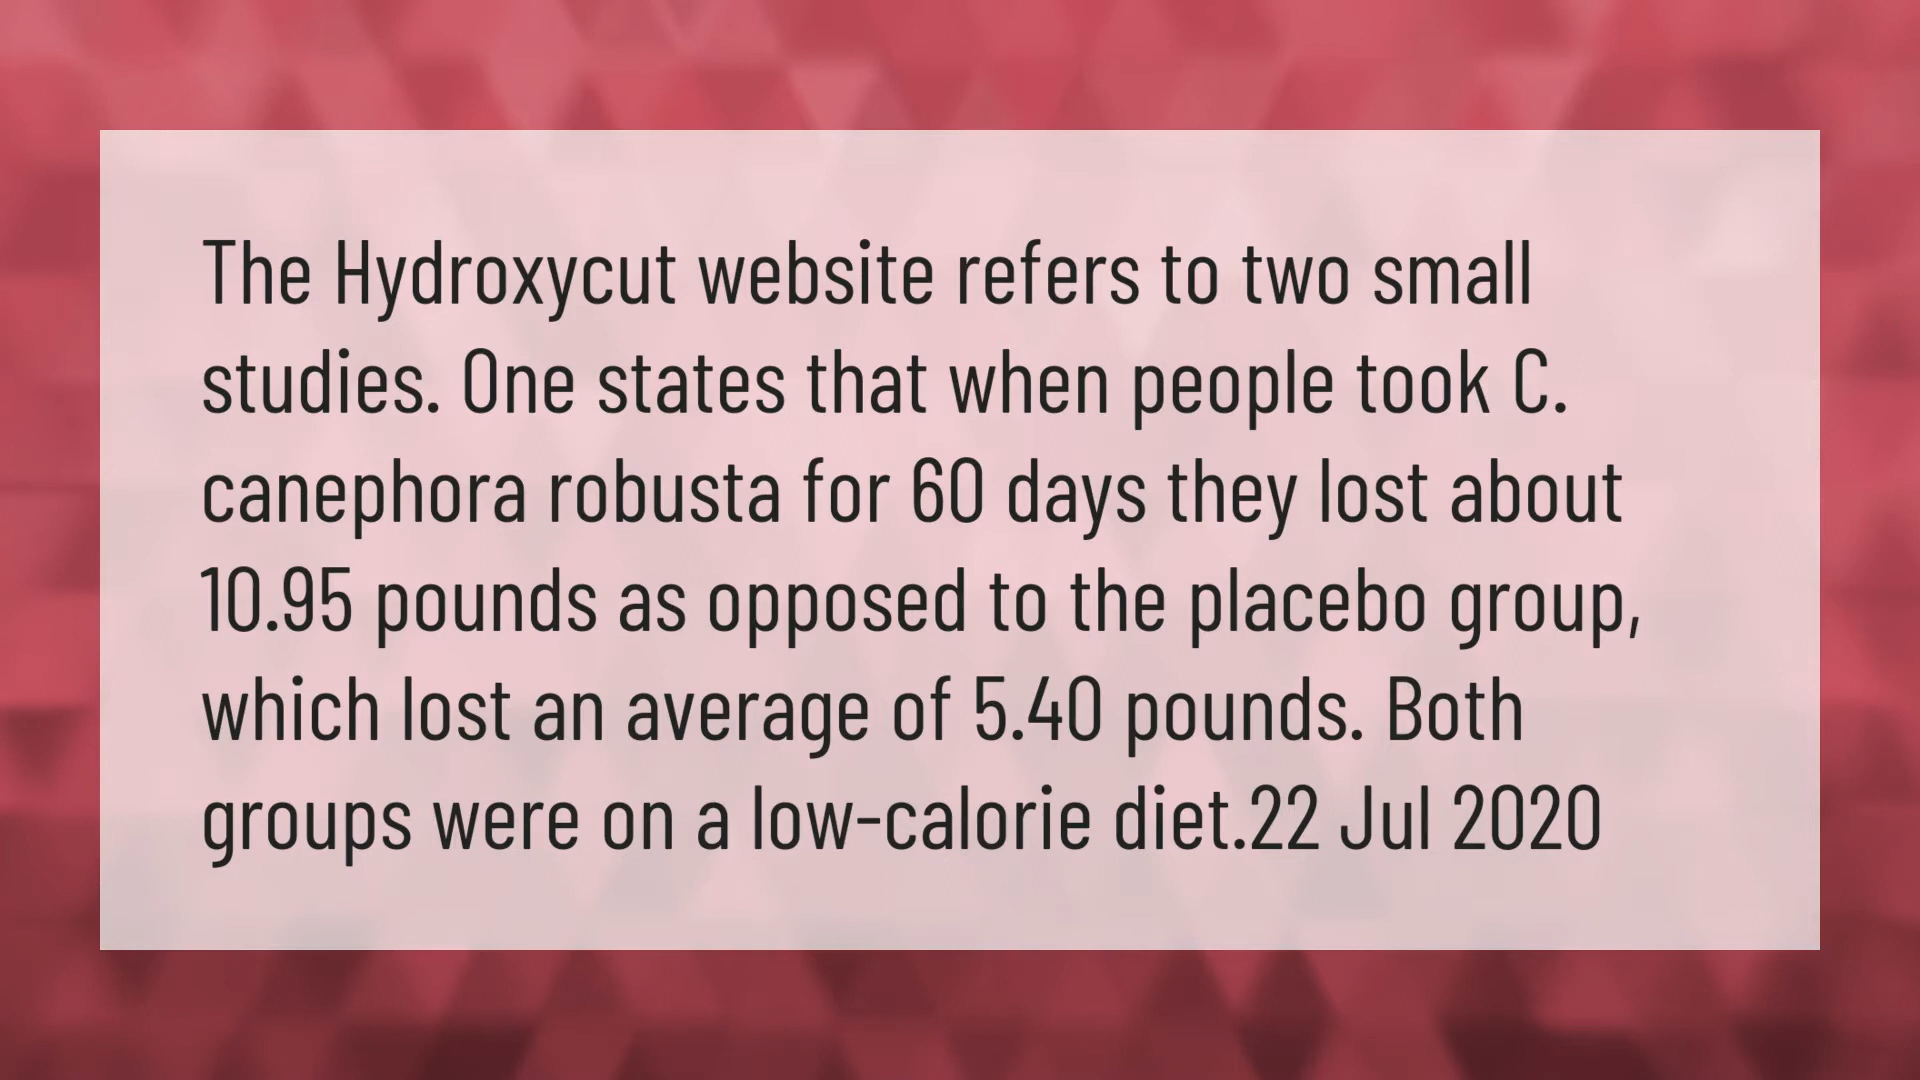 The Hydroxycut website refers to two small
studies. One states that when people took C.
canephora robusta for 60 days they lost about
10.95 pounds as opposed to the placebo group,
which lost an average of 5.40 pounds. Both
groups were on a low-calorie diet.22 Jul 2020